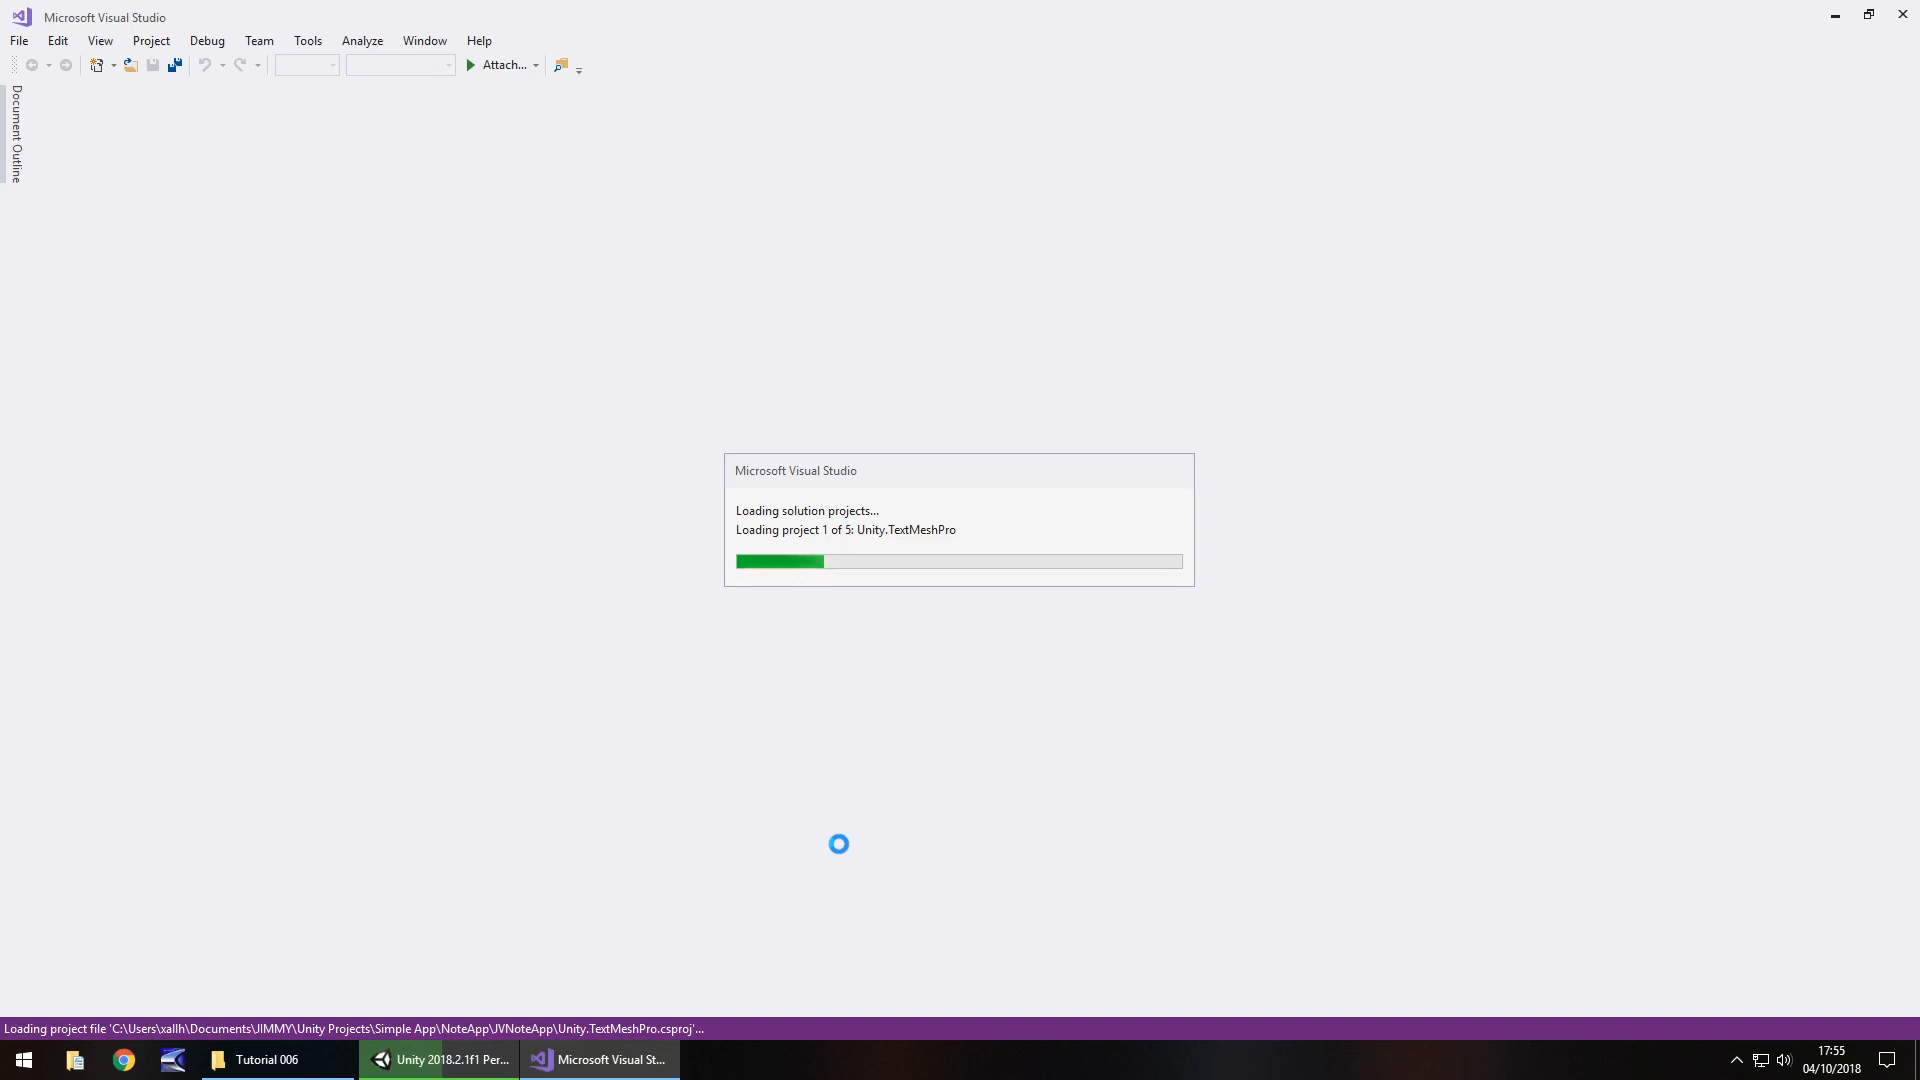 Microsoft Visual Studio
File Edit View Project Debug Team Tools Analyze Window Help
Attach...
Document Outline
Microsoft Visual Studio
Loading solution projects...
Loading project 1 of 5: Unity.TextMeshPro
Loading project file 'C:\Users\xallh\Documents\JIMMY\Unity Projects\Simple App\NoteApp\JVNoteApp\Unity.TextMeshPro.csproj'...
Tutorial 006
Unity 2018.2.1f1 Per...
Microsoft Visual St...
17:55
04/10/2018